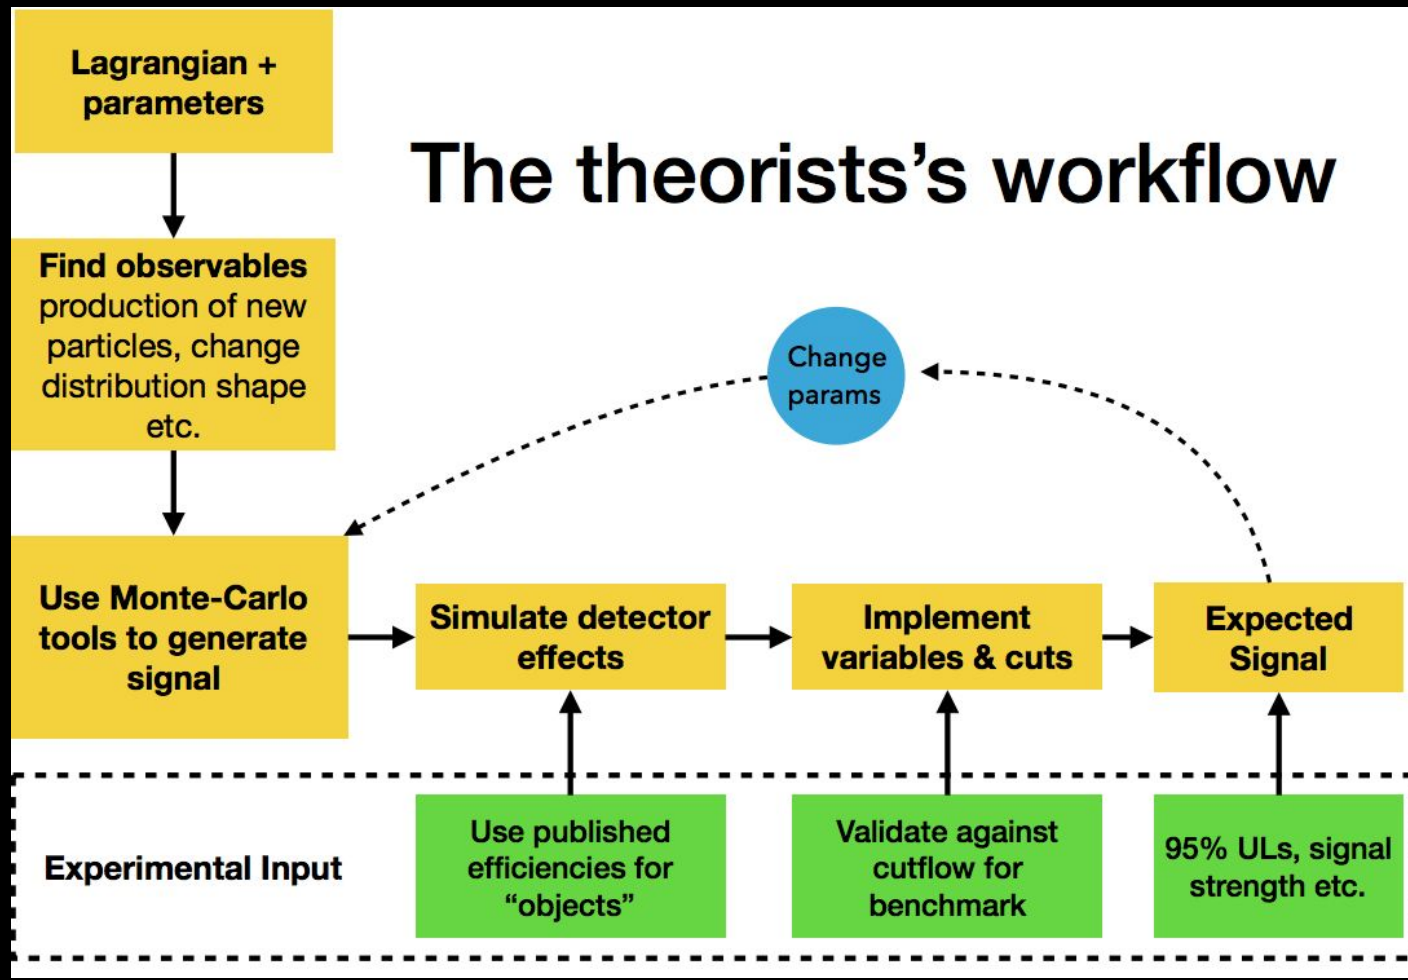 Lagrangian +
parameters
The theorists's workflow
Find observables
production of new
particles, change
distribution shape
etc.
Change
params
Use Monte-Carlo
tools to generate
signal
Simulate detector
effects
Implement
variables & cuts
Expected
Signal
Experimental Input
Use published
efficiencies for
“objects”
Validate against
cutflow for
benchmark
95% ULs, signal
strength etc.